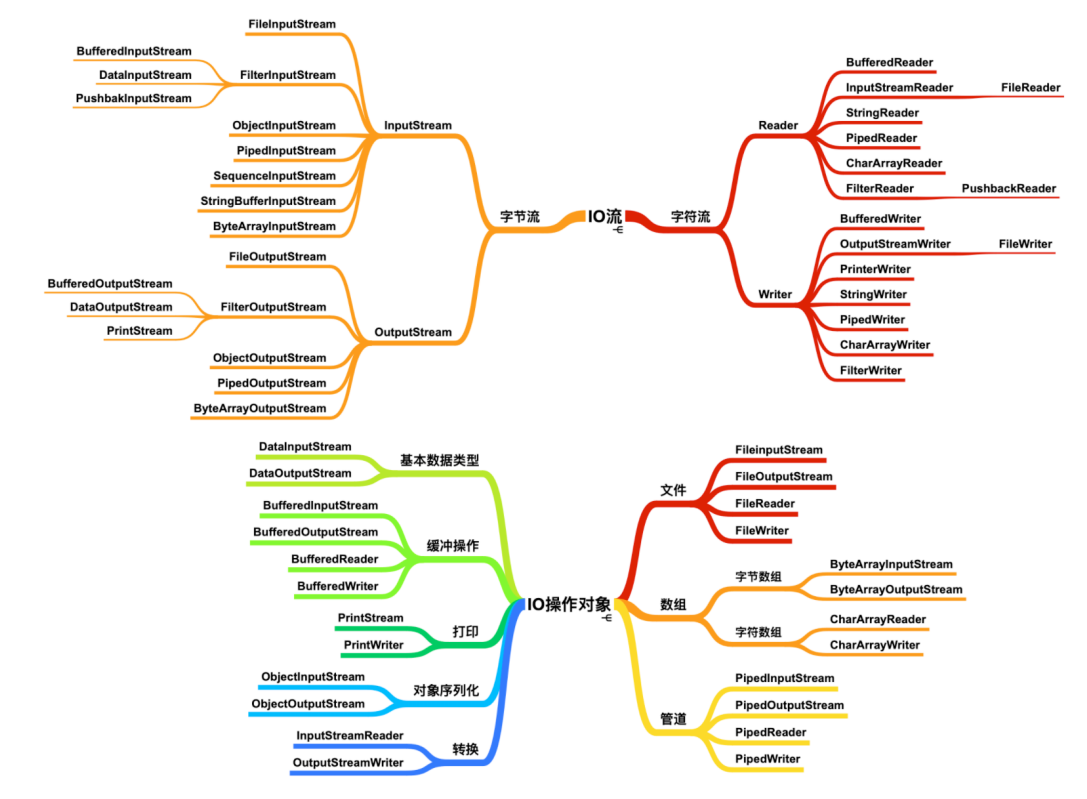 IO流
字节流
InputStream
FileInputStream
FilterInputStream
BufferedInputStream
DataInputStream
PushbakInputStream
ObjectInputStream
PipedInputStream
SequenceInputStream
StringBufferInputStream
ByteArrayInputStream
OutputStream
FileOutputStream
FilterOutputStream
BufferedOutputStream
DataOutputStream
PrintStream
ObjectOutputStream
PipedOutputStream
ByteArrayOutputStream
字符流
Reader
BufferedReader
InputStreamReader
FileReader
StringReader
PipedReader
CharArrayReader
FilterReader
PushbackReader
Writer
BufferedWriter
OutputStreamWriter
FileWriter
PrinterWriter
StringWriter
PipedWriter
CharArrayWriter
FilterWriter
IO操作对象
基本数据类型
DataInputStream
DataOutputStream
缓冲操作
BufferedInputStream
BufferedOutputStream
BufferedReader
BufferedWriter
打印
PrintStream
PrintWriter
对象序列化
ObjectInputStream
ObjectOutputStream
转换
InputStreamReader
OutputStreamWriter
文件
FileinputStream
FileOutputStream
FileReader
FileWriter
数组
字节数组
ByteArrayInputStream
ByteArrayOutputStream
字符数组
CharArrayReader
CharArrayWriter
管道
PipedInputStream
PipedOutputStream
PipedReader
PipedWriter